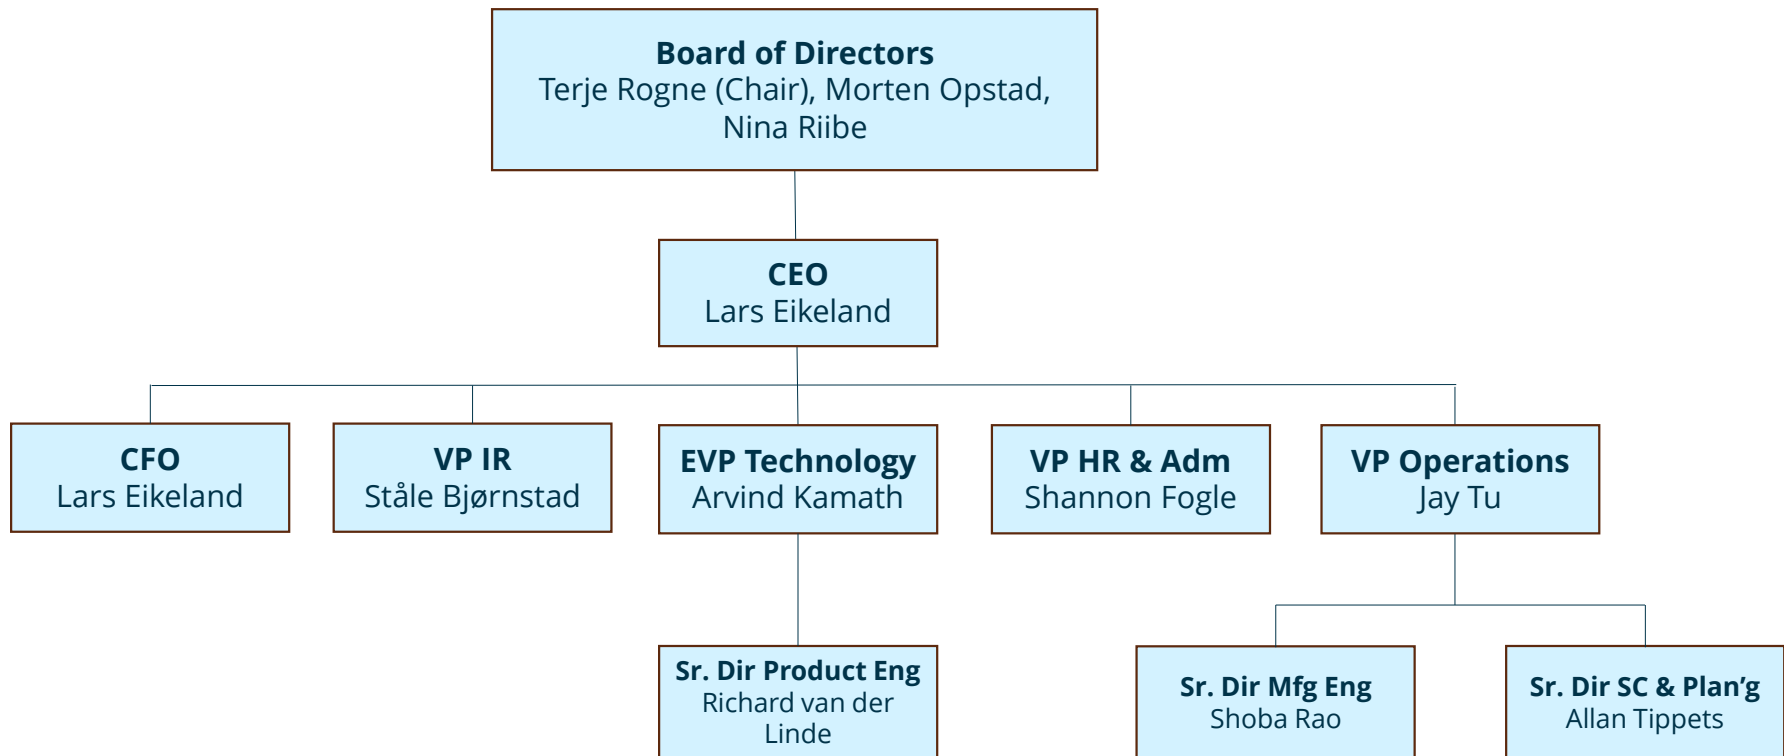 Board of Directors
Terje Rogne (Chair), Morten Opstad,
Nina Riibe
CEO
Lars Eikeland
CFO
Lars Eikeland
VP IR
Ståle Bjørnstad
EVP Technology
Arvind Kamath
VP HR & Adm
Shannon Fogle
VP Operations
Jay Tu
Sr. Dir Product Eng
Richard van der
Linde
Sr. Dir Mfg Eng
Shoba Rao
Sr. Dir SC & Plan’g
Allan Tippets